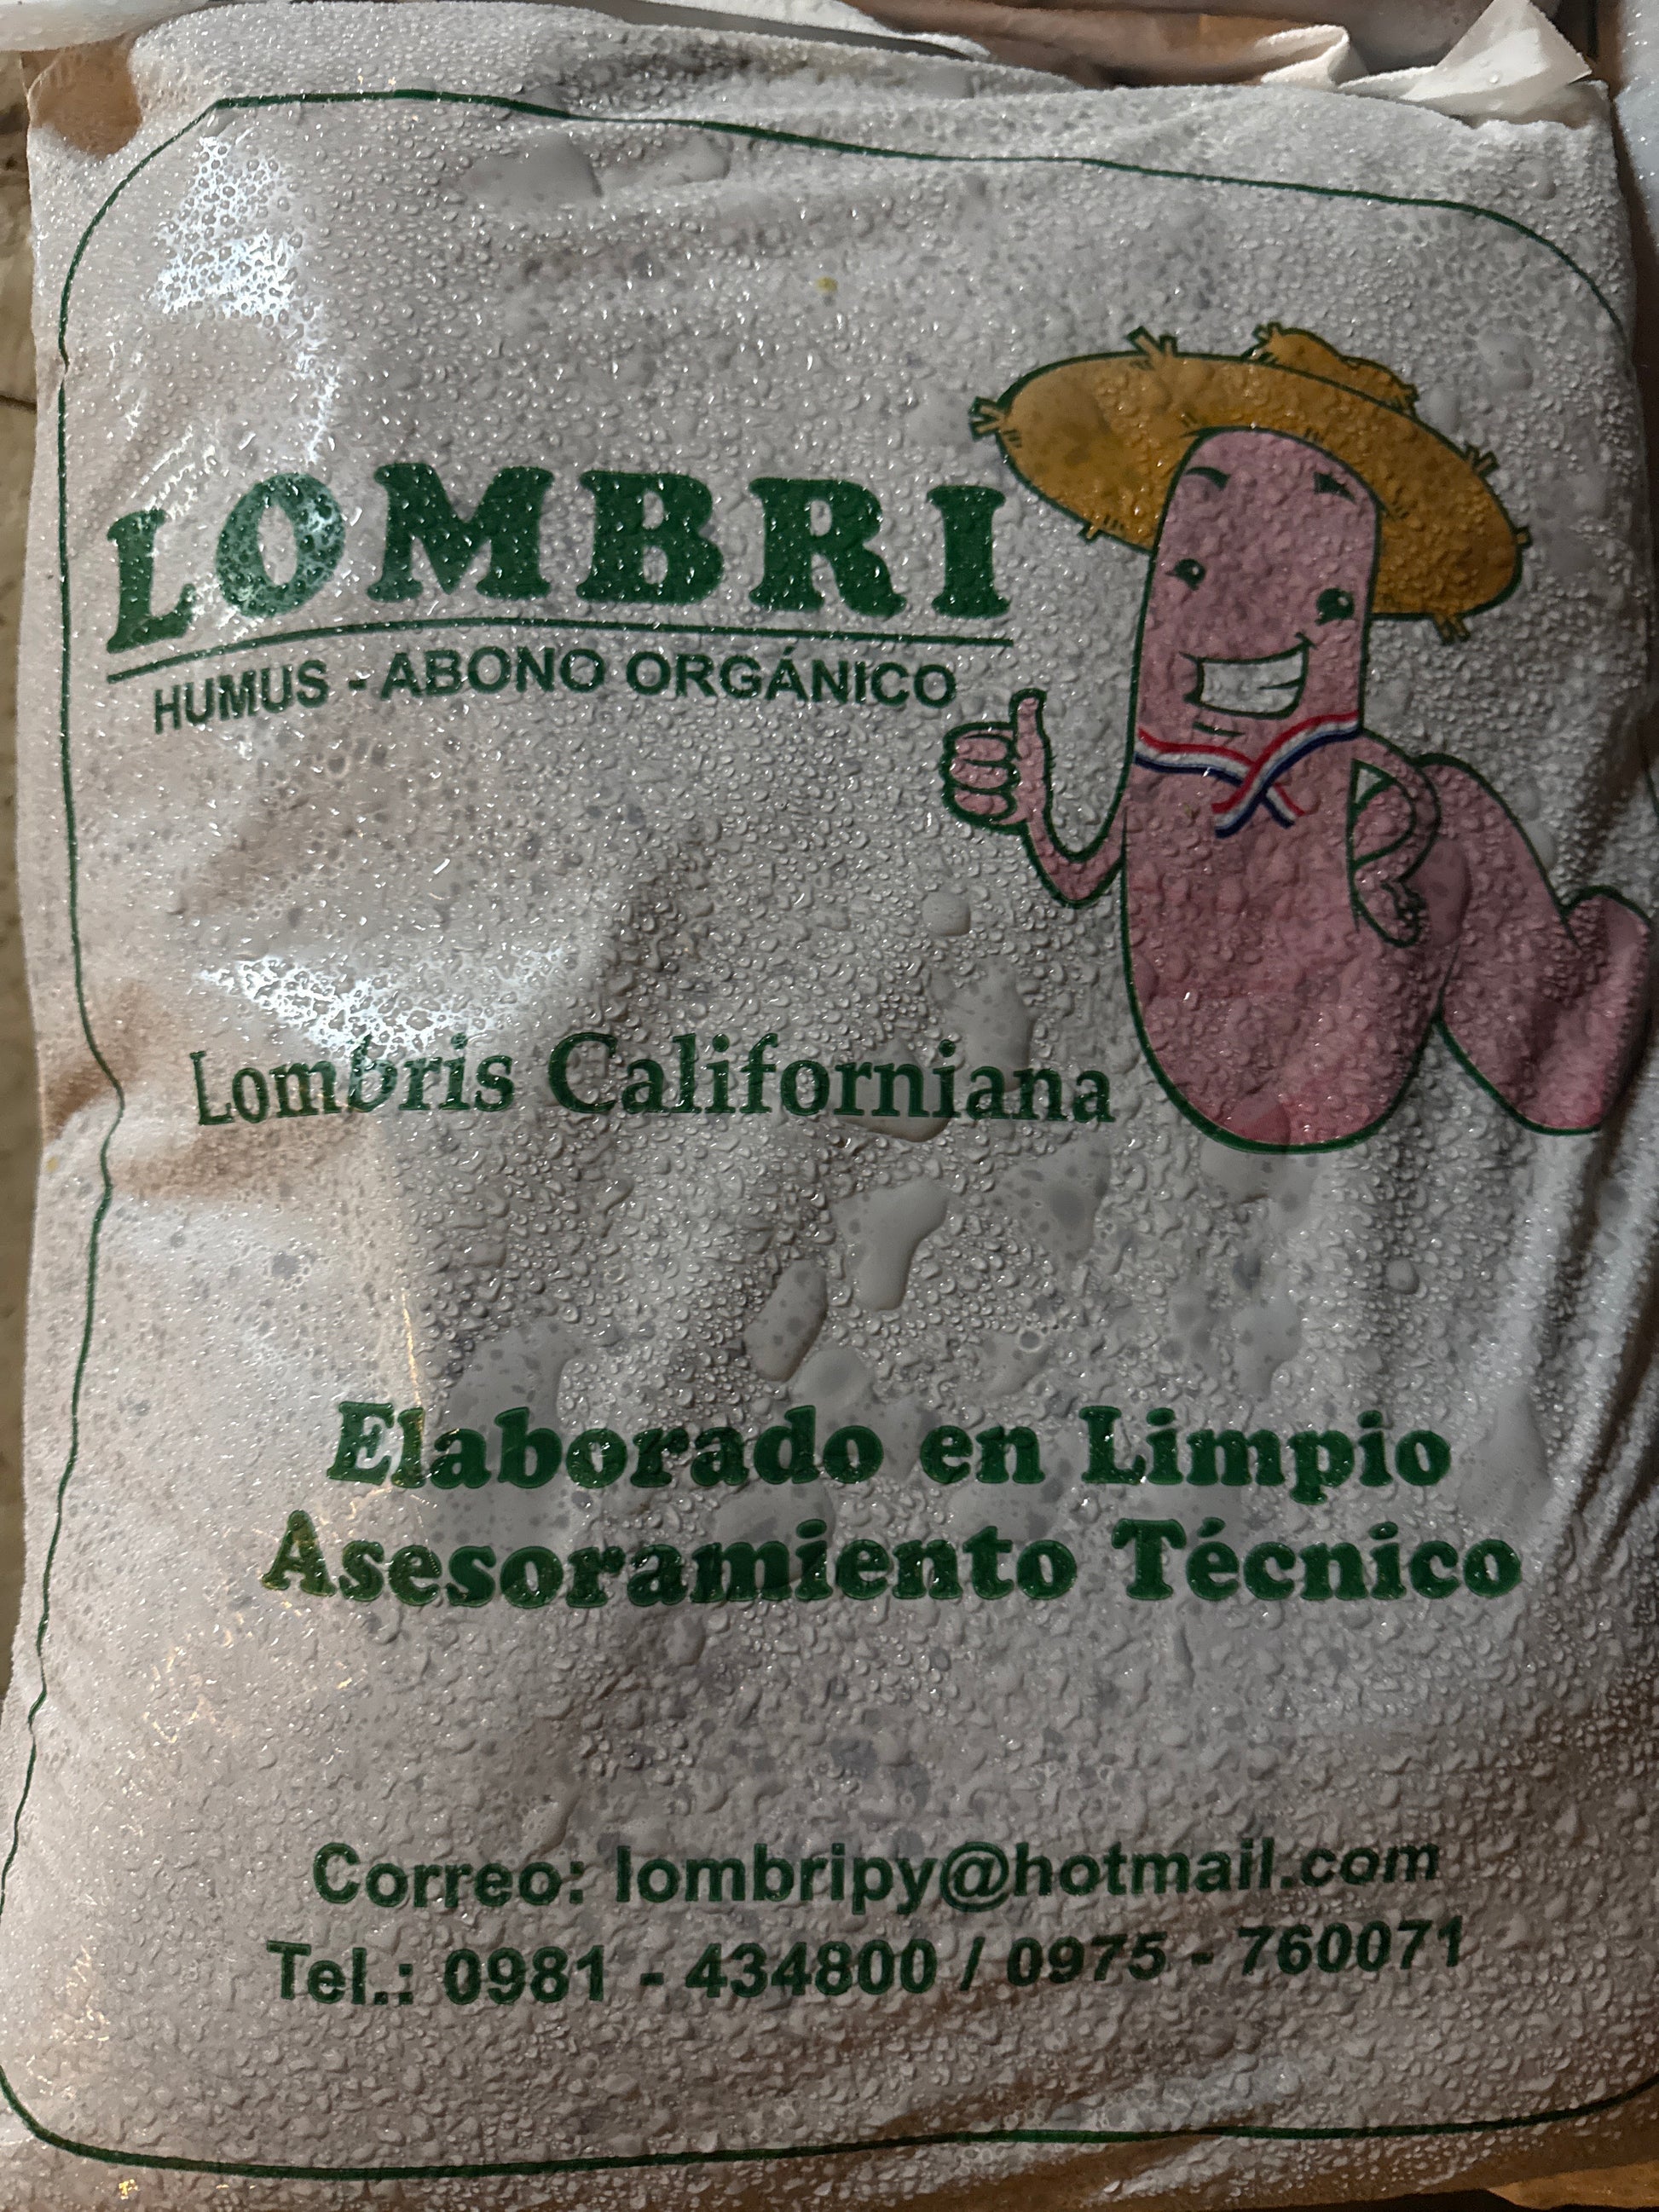 LOMBRI
HUMUS - ABONO ORGÁNICO
Lombris Californiana
Elaborado en Limpio
Asesoramiento Técnico
Correo: lombripy@hotmail.com
Tel.: 0981 - 434800 / 0975 - 760071